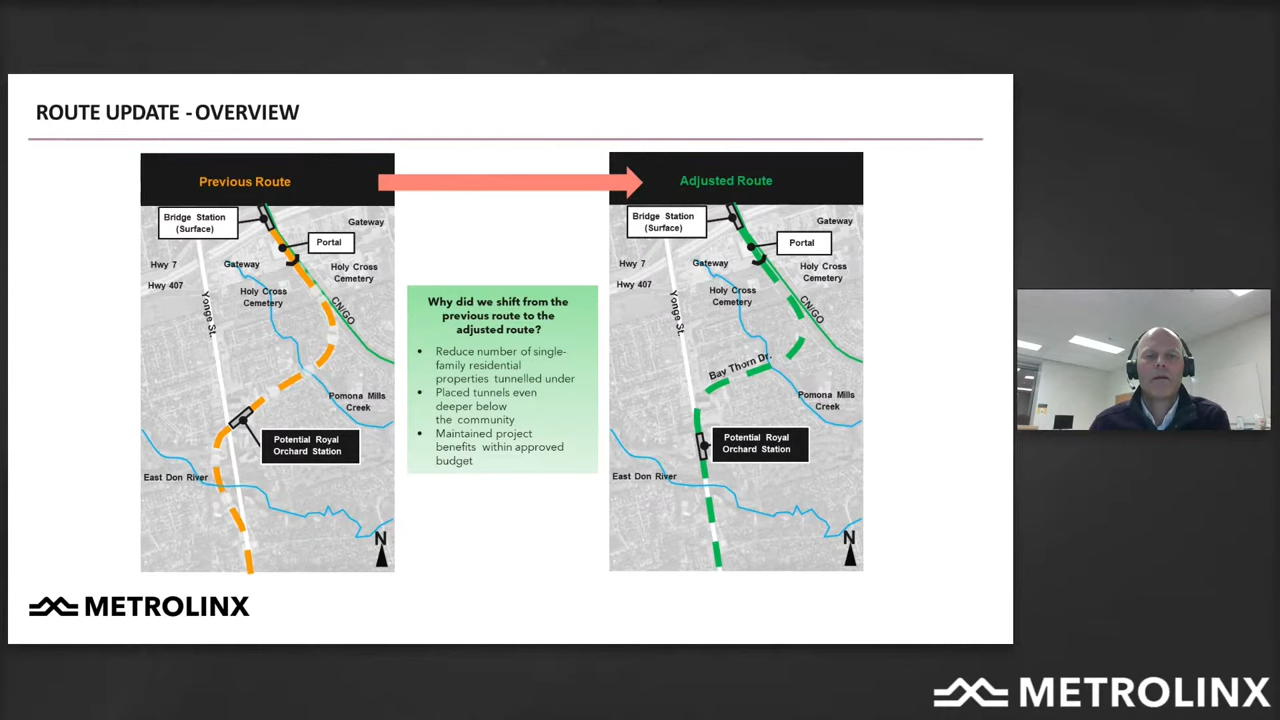 ROUTE UPDATE - OVERVIEW
Previous Route
Bridge Station
(Surface)
Gateway
Portal
Hwy 7
Gateway
Holy Cross
Cemetery
Hwy 407
Holy Cross
Cemetery
Yonge St.
CN/GO
Pomona Mills
Creek
Potential Royal
Orchard Station
East Don River
N
Why did we shift from the
previous route to the
adjusted route?
• Reduce number of single-
family residential
properties tunnelled under
• Placed tunnels even
deeper below
the community
• Maintained project
benefits within approved
budget
Adjusted Route
Bridge Station
(Surface)
Gateway
Portal
Hwy 7
Gateway
Holy Cross
Cemetery
Hwy 407
Holy Cross
Cemetery
Yonge St.
CN/GO
Bay Thorn Dr.
Pomona Mills
Creek
Potential Royal
Orchard Station
East Don River
N
METROLINX
METROLINX